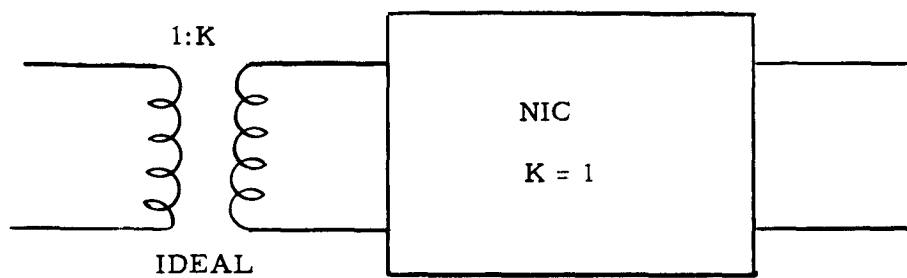 1:K
NIC
K = 1
IDEAL